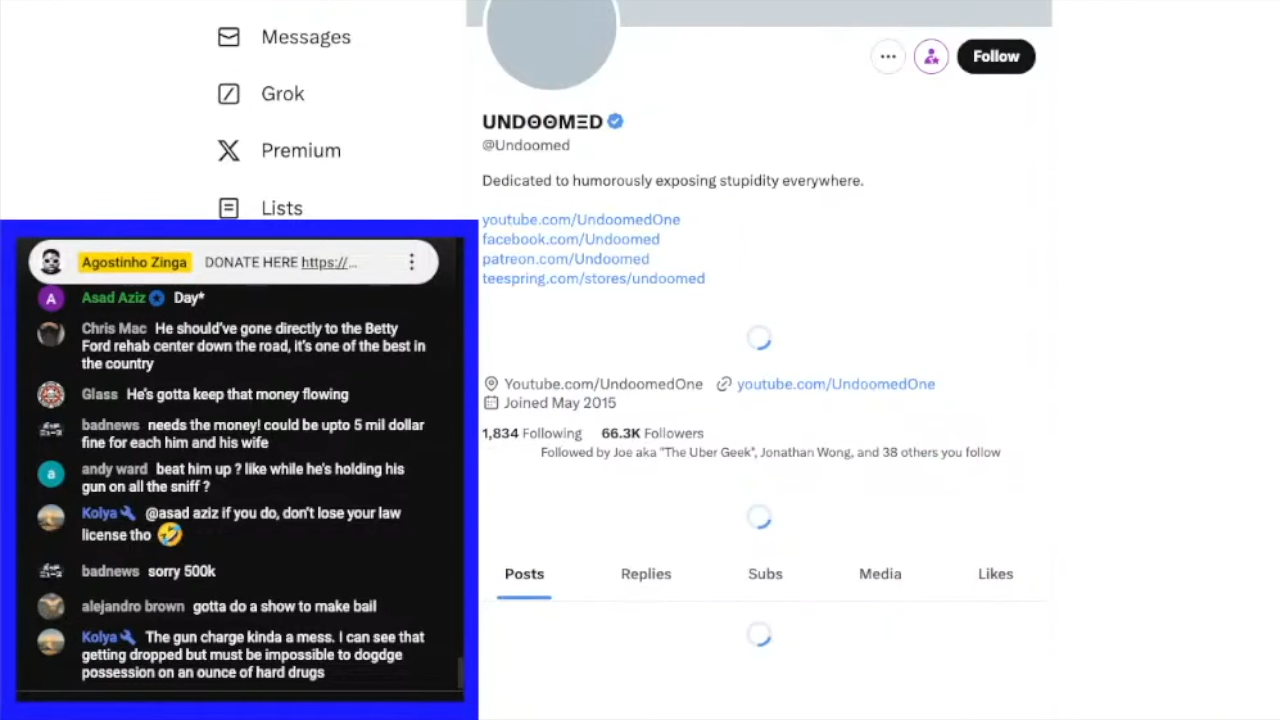 Messages
Grok
Premium
Lists
Follow
UNDΘΘMΞD
@Undoomed
Dedicated to humorously exposing stupidity everywhere.
youtube.com/UndoomedOne
facebook.com/Undoomed
patreon.com/Undoomed
teespring.com/stores/undoomed
Youtube.com/UndoomedOne youtube.com/UndoomedOne
Joined May 2015
1,834 Following 66.3K Followers
Followed by Joe aka "The Uber Geek", Jonathan Wong, and 38 others you follow
Posts Replies Subs Media Likes
Agostinho Zinga DONATE HERE https://...
A Asad Aziz Day*
Chris Mac He should've gone directly to the Betty
Ford rehab center down the road, it's one of the best in
the country
Glass He's gotta keep that money flowing
badnews needs the money! could be upto 5 mil dollar
fine for each him and his wife
a andy ward beat him up ? like while he's holding his
gun on all the sniff ?
Kolya @asad aziz if you do, don't lose your law
license tho 🤣
badnews sorry 500k
alejandro brown gotta do a show to make bail
Kolya The gun charge kinda a mess. I can see that
getting dropped but must be impossible to dogdge
possession on an ounce of hard drugs